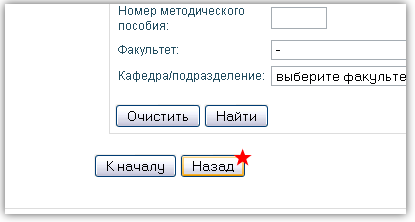 Номер методического
пособия:
Факультет: -
Кафедра/подразделение: выберите факульте
Очистить Найти
К началу Назад